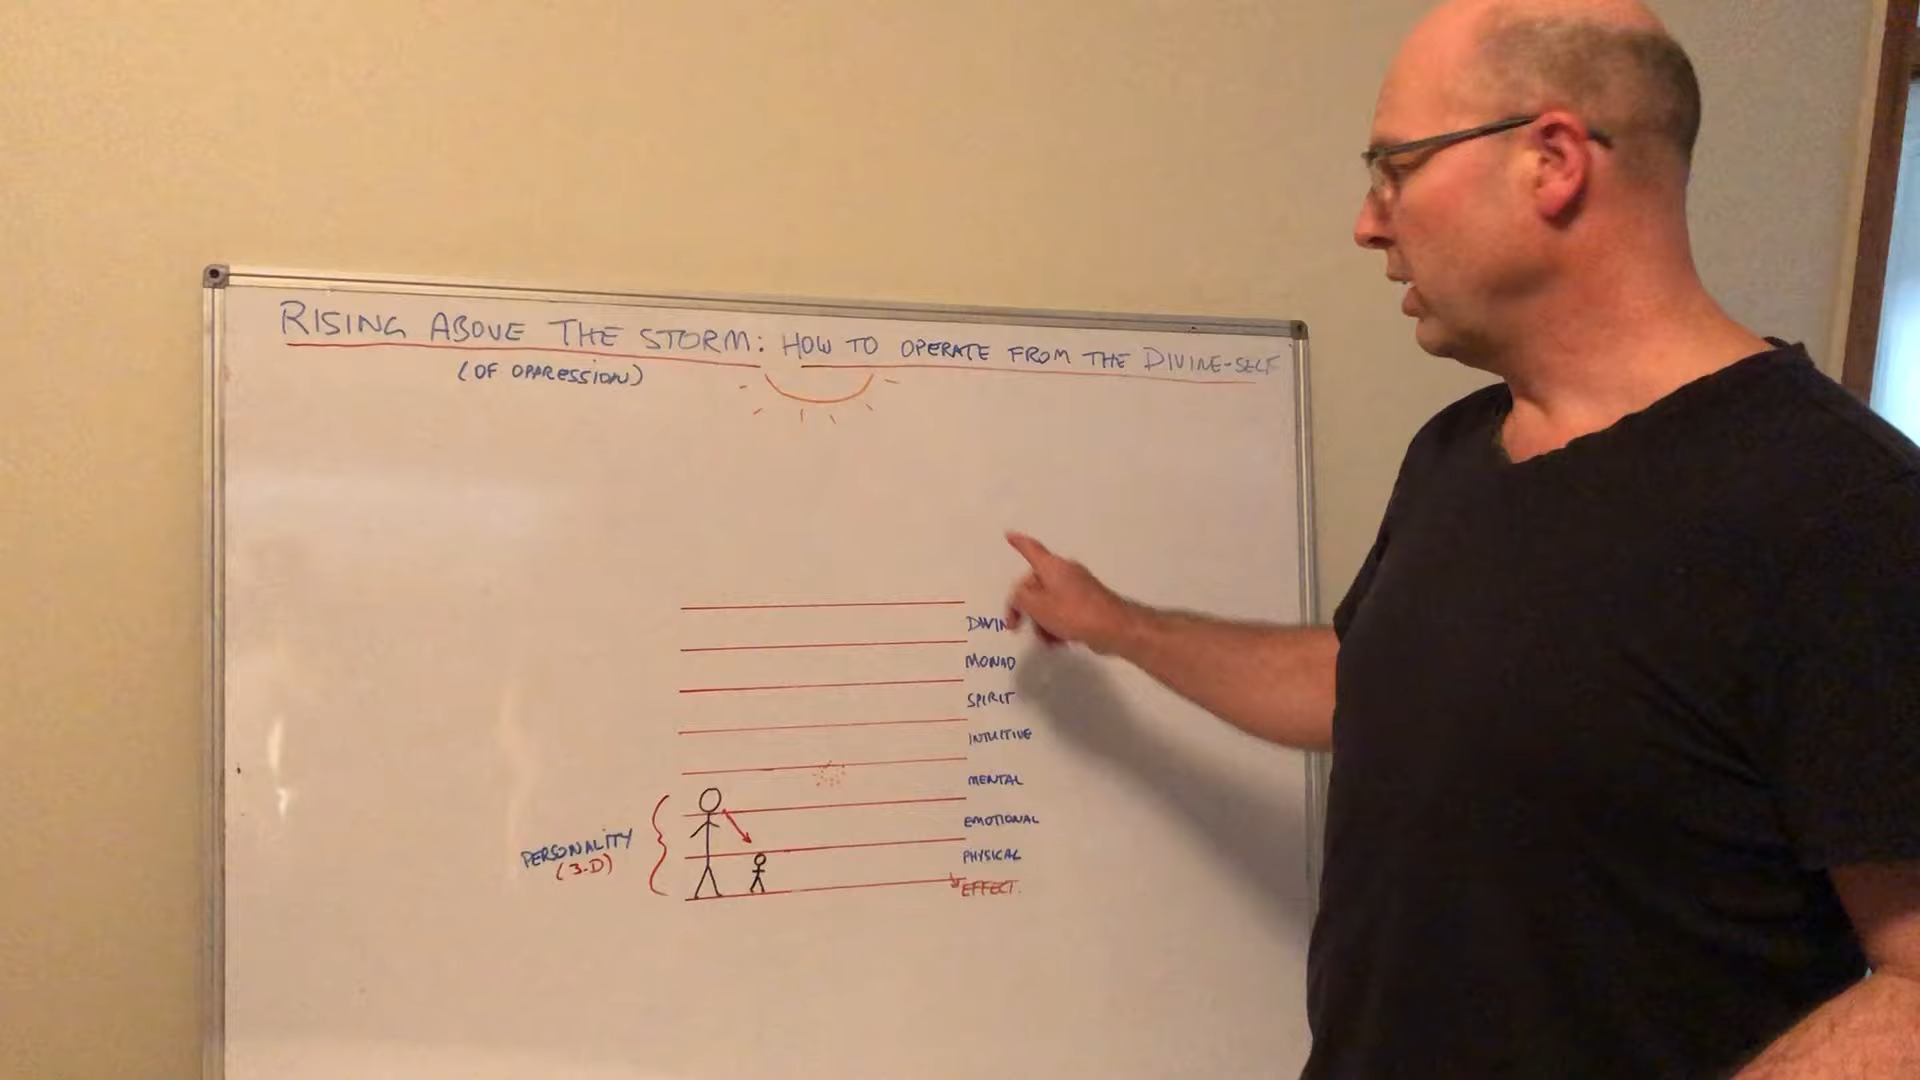 RISING ABOVE THE STORM: HOW TO OPERATE FROM THE DIVINE-SELF
(OF OPPRESSION)
DIVIN
MONAD
SPIRIT
INTUITIVE
MENTAL
EMOTIONAL
PERSONALITY
(3-D)
PHYSICAL
EFFECT.